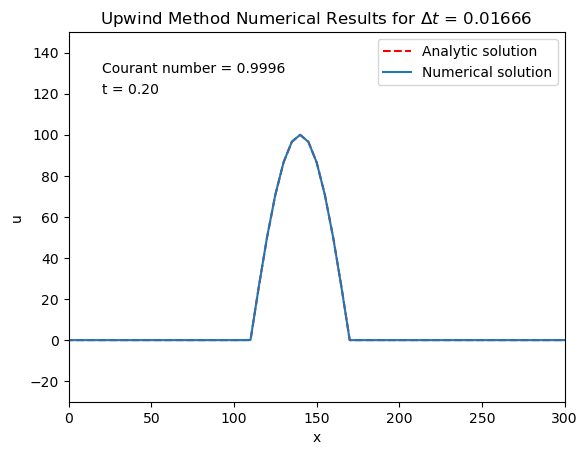 Upwind Method Numerical Results for Δt = 0.01666
140
120
100
80
60
40
20
0
−20
u
Courant number = 0.9996
t = 0.20
Analytic solution
Numerical solution
0 50 100 150 200 250 300
x